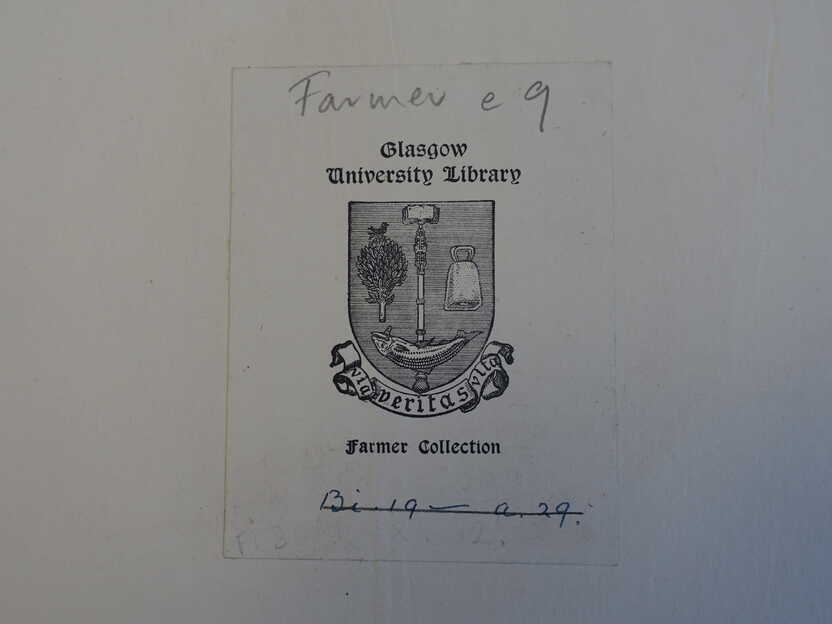 Farmer e 9
Glasgow
University Library
via veritas vita
Farmer Collection
Bi. 19 - a. 29.